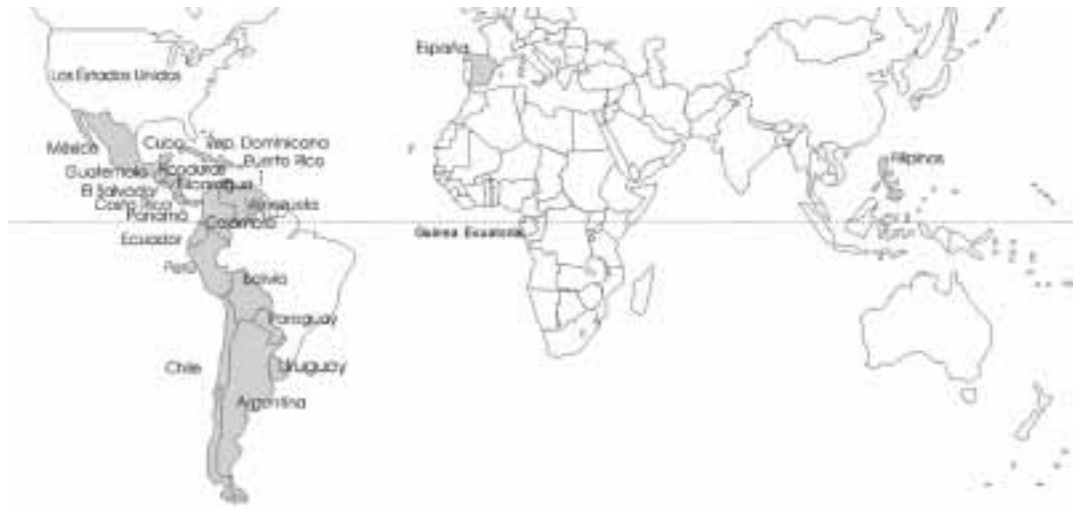 España
Los Estados Unidos
México
Cuba
Rep. Dominicana
Puerto Rico
Guatemala
Honduras
El Salvador
Nicaragua
Costa Rica
Panamá
Venezuela
Colombia
Ecuador
Perú
Bolivia
Paraguay
Chile
Uruguay
Argentina
Guinea Ecuatorial
Filipinas